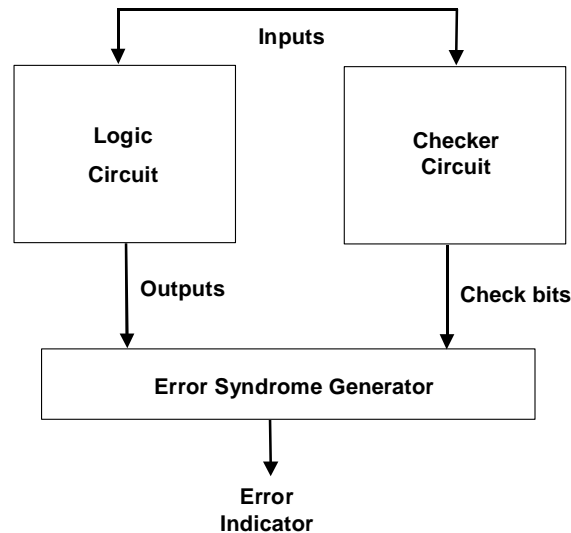 Inputs
Logic
Circuit
Checker
Circuit
Outputs
Check bits
Error Syndrome Generator
Error
Indicator